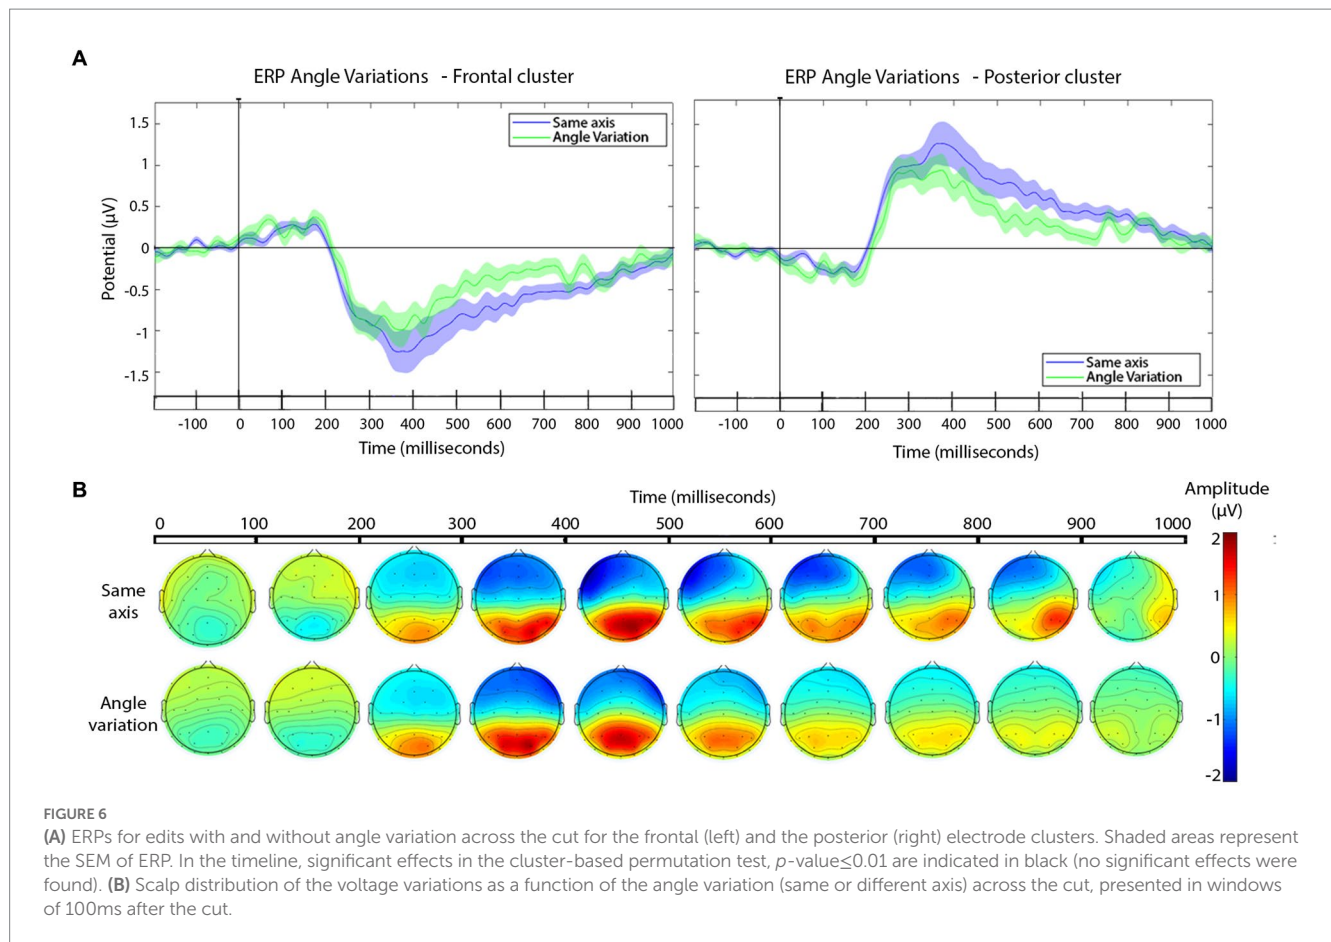 A
ERP Angle Variations - Frontal cluster
ERP Angle Variations - Posterior cluster
Same axis
Angle Variation
1.5
1
0.5
0
-0.5
-1
-1.5
Potential (μV)
-100 0 100 200 300 400 500 600 700 800 900 1000
Time (milliseconds)
Same axis
Angle Variation
-100 0 100 200 300 400 500 600 700 800 900 1000
Time (milliseconds)
B
Time (milliseconds)
0 100 200 300 400 500 600 700 800 900 1000
Amplitude
(μV)
Same
axis
Angle
variation
2
1
0
-1
-2
FIGURE 6
(A) ERPs for edits with and without angle variation across the cut for the frontal (left) and the posterior (right) electrode clusters. Shaded areas represent
the SEM of ERP. In the timeline, significant effects in the cluster-based permutation test, p-value≤0.01 are indicated in black (no significant effects were
found). (B) Scalp distribution of the voltage variations as a function of the angle variation (same or different axis) across the cut, presented in windows
of 100ms after the cut.